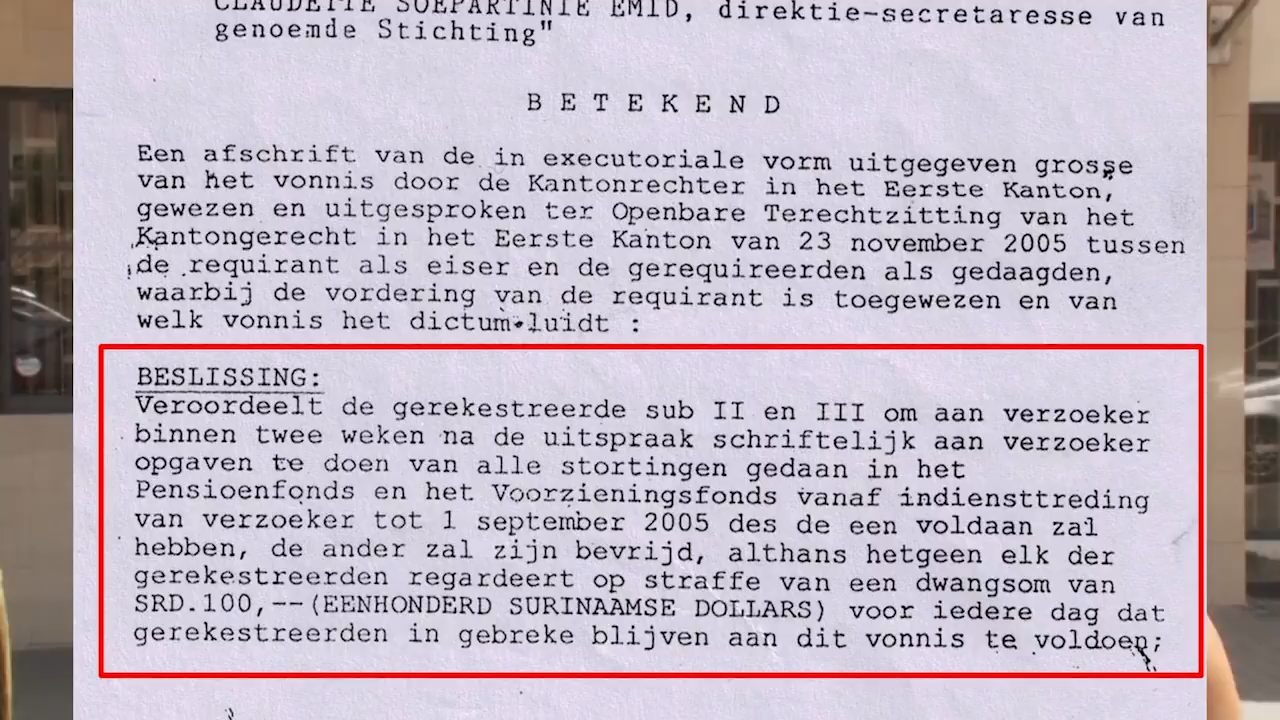 CLAUDETTE SOEPARTINIE EMID, direktie-secretaresse van
genoemde Stichting"
B E T E K E N D
Een afschrift van de in executoriale vorm uitgegeven grosse
van het vonnis door de Kantonrechter in het Eerste Kanton,
gewezen en uitgesproken ter Openbare Terechtzitting van het
Kantongerecht in het Eerste Kanton van 23 november 2005 tussen
de requirant als eiser en de gerequireerden als gedaagden,
waarbij de vordering van de requirant is toegewezen en van
welk vonnis het dictum luidt :
BESLISSING:
Veroordeelt de gerekestreerde sub II en III om aan verzoeker
binnen twee weken na de uitspraak schriftelijk aan verzoeker
opgaven te doen van alle stortingen gedaan in het
Pensioenfonds en het Voorzieningsfonds vanaf indiensttreding
van verzoeker tot 1 september 2005 des de een voldaan zal
hebben, de ander zal zijn bevrijd, althans hetgeen elk der
gerekestreerden regardeert op straffe van een dwangsom van
SRD.100,--(EENHONDERD SURINAAMSE DOLLARS) voor iedere dag dat
gerekestreerden in gebreke blijven aan dit vonnis te voldoen;